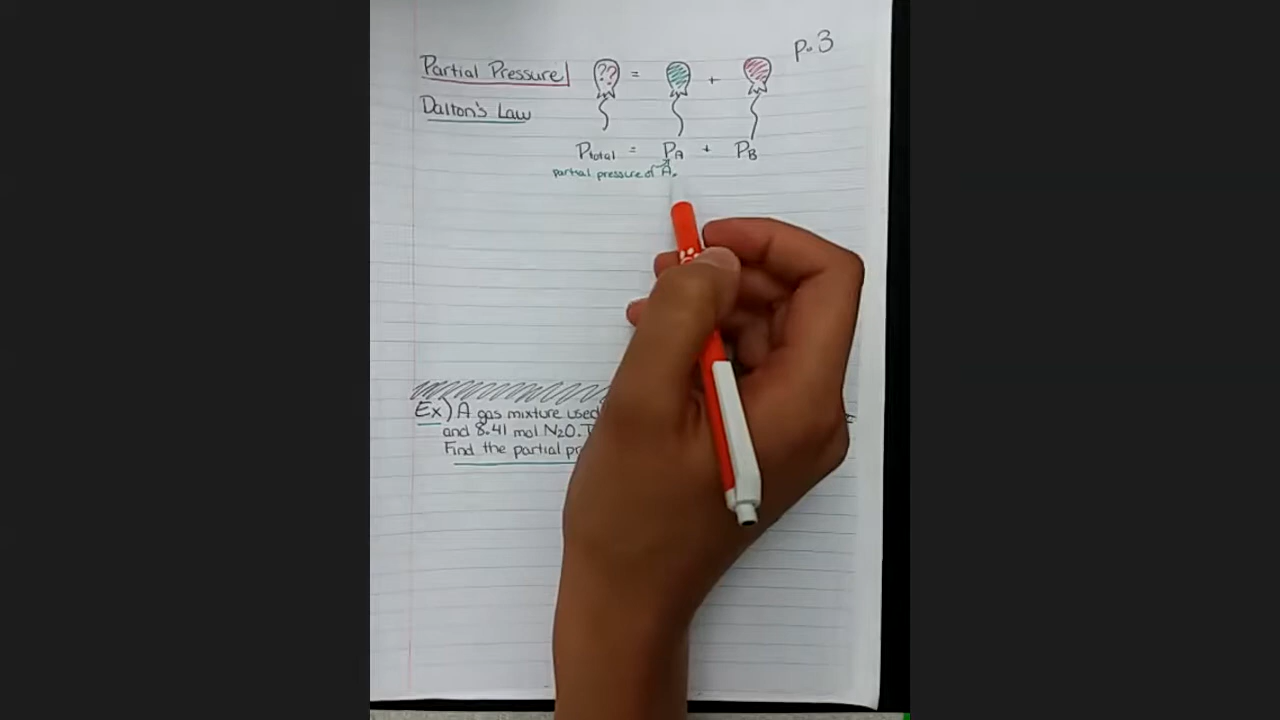 p. 3
Partial Pressure ?? = +
Dalton's Law
Ptotal = PA + PB
partial pressure of A.
Ex) A gas mixture used
and 8.41 mol N₂O.
Find the partial